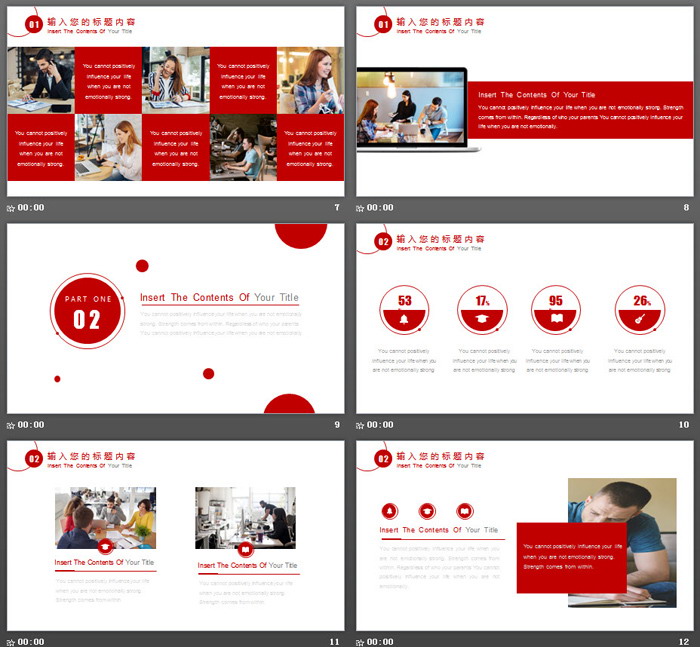 01
输入您的标题内容
Insert The Contents Of Your Title
You cannot positively
influence your life
when you are not
emotionally strong.
You cannot positively
influence your life
when you are not
emotionally strong.
You cannot positively
influence your life
when you are not
emotionally strong.
You cannot positively
influence your life
when you are not
emotionally strong.
You cannot positively
influence your life
when you are not
emotionally strong.
00:00
7
01
输入您的标题内容
Insert The Contents Of Your Title
Insert The Contents Of Your Title
You cannot positively influence your life when you are not emotionally strong. Strength
comes from within. Regardless of who your parents You cannot positively influence your
life when you are not emotionally.
00:00
8
PART ONE
02
Insert The Contents Of Your Title
You cannot positively influence your life when you are not emotionally
strong. Strength comes from within. Regardless of who your parents
You cannot positively influence your life when you are not emotionally
00:00
9
02
输入您的标题内容
Insert The Contents Of Your Title
53
17%
95
26%
You cannot positively
influence your life when you
are not emotionally strong
You cannot positively
influence your life when you
are not emotionally strong
You cannot positively
influence your life when you
are not emotionally strong
You cannot positively
influence your life when you
are not emotionally strong
00:00
10
02
输入您的标题内容
Insert The Contents Of Your Title
Insert The Contents Of Your Title
You cannot positively influence your life
when you are not emotionally strong.
Strength comes from within.
Insert The Contents Of Your Title
You cannot positively influence your life
when you are not emotionally strong.
Strength comes from within.
00:00
11
02
输入您的标题内容
Insert The Contents Of Your Title
Insert The Contents Of Your Title
You cannot positively influence your life when you
are not emotionally strong. Strength comes from
within. Regardless of who your parents You cannot
positively influence your life when you are not
emotionally.
You cannot positively influence your life
when you are not emotionally strong.
Strength comes from within.
00:00
12